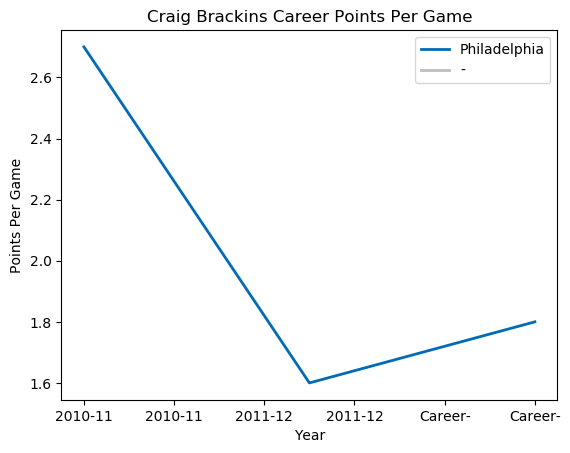 Craig Brackins Career Points Per Game
Philadelphia
-
2.6
2.4
2.2
2.0
1.8
1.6
Points Per Game
2010-11 2010-11 2011-12 2011-12 Career- Career-
Year